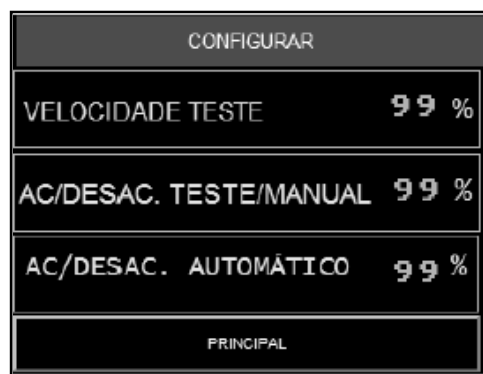 CONFIGURAR
VELOCIDADE TESTE 99 %
AC/DESAC. TESTE/MANUAL 99 %
AC/DESAC. AUTOMÁTICO 99 %
PRINCIPAL